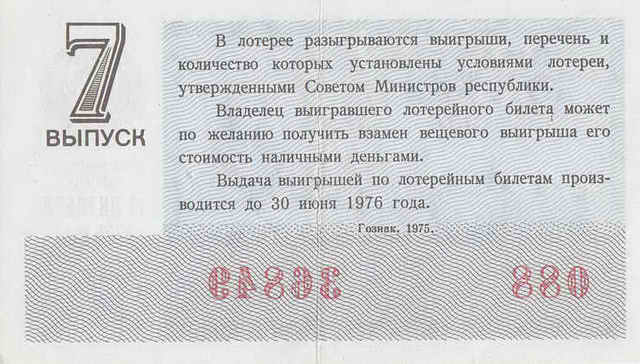 7
ВЫПУСК
В лотерее разыгрываются выигрыши, перечень и
количество которых установлены условиями лотереи,
утвержденными Советом Министров республики.
Владелец выигравшего лотерейного билета может
по желанию получить взамен вещевого выигрыша его
стоимость наличными деньгами.
Выдача выигрышей по лотерейным билетам произ-
водится до 30 июня 1976 года.
Гознак. 1975.
088